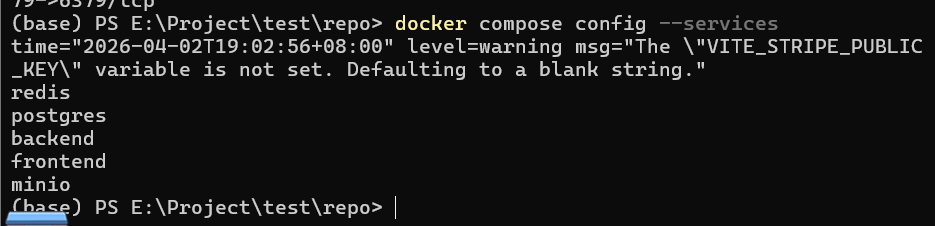 79->6379/tcp
(base) PS E:\Project\test\repo> docker compose config --services
time="2026-04-02T19:02:56+08:00" level=warning msg="The \"VITE_STRIPE_PUBLIC
_KEY\" variable is not set. Defaulting to a blank string."
redis
postgres
backend
frontend
minio
(base) PS E:\Project\test\repo>